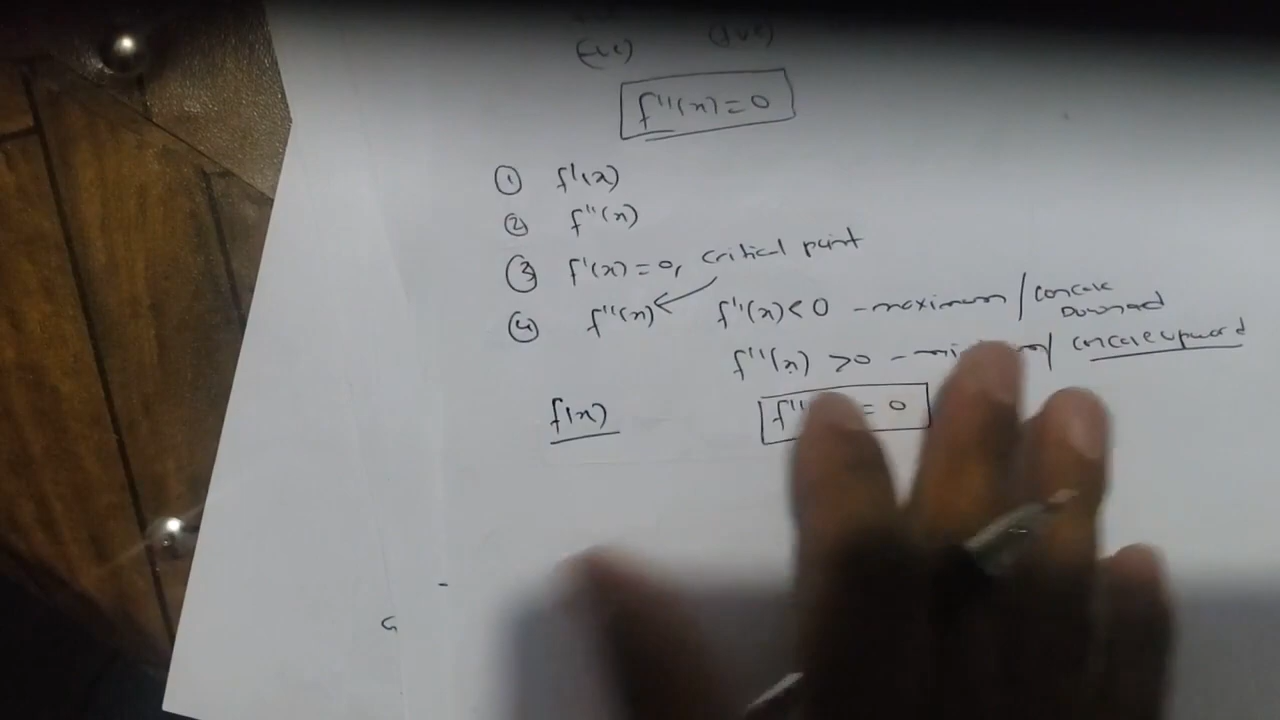 f''(x) = 0
① f'(x)
② f''(x)
③ f'(x) = 0, critical point
④ f''(x) f''(x) < 0 - maximum / concave Downward
f''(x) > 0 - / concave upward
f(x) f'' = 0